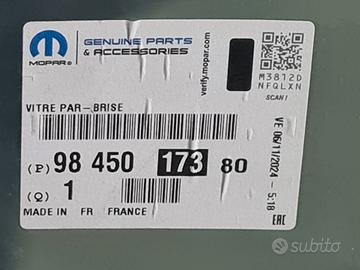 MOPAR
GENUINE PARTS
& ACCESSORIES
verify.mopar.com
M3812D
NFQLXN
SCAN!
VITRE PAR-BRISE
(P) 98 450 173 80
(Q) 1
MADE IN FR FRANCE
VE 06/11/2024 - 5:18
EAC
subito